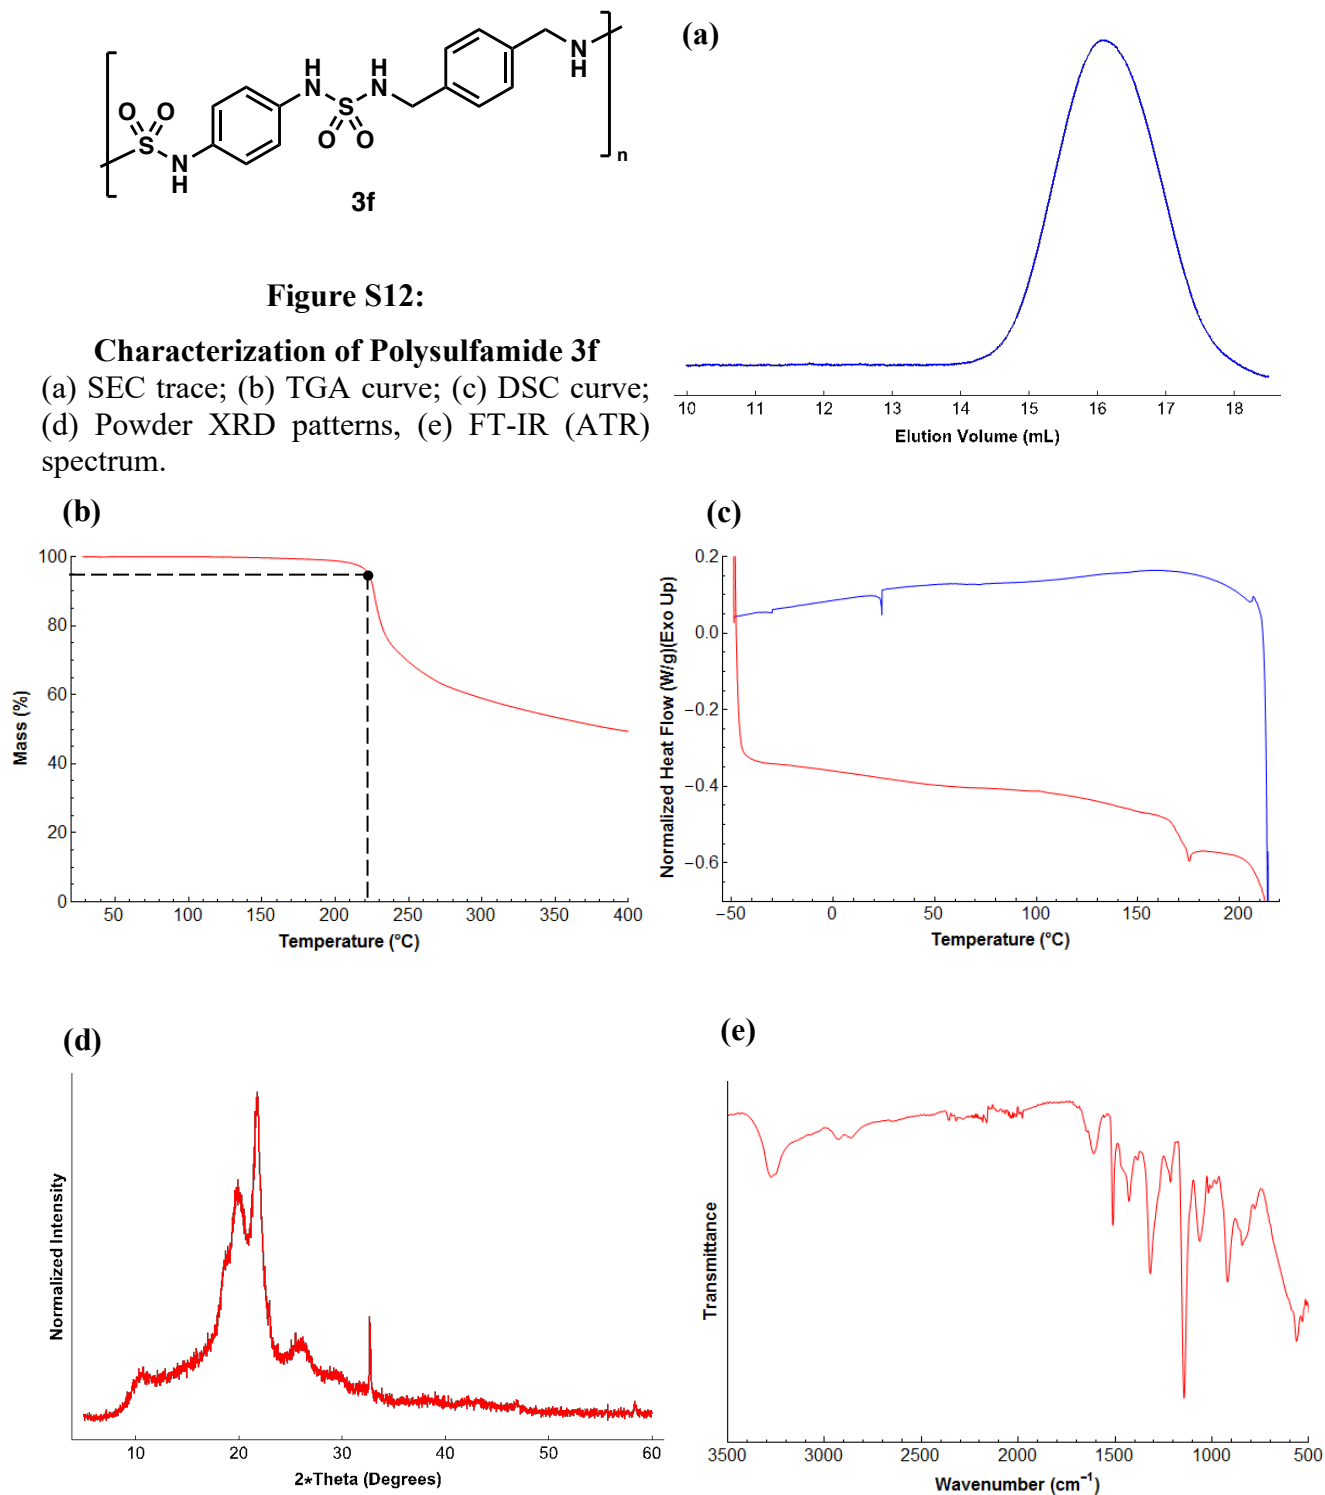 H
N
H
N
H
N
N
H
O
O
S
S
O
O
N
H
n
3f
Figure S12:
Characterization of Polysulfamide 3f
(a) SEC trace; (b) TGA curve; (c) DSC curve;
(d) Powder XRD patterns, (e) FT-IR (ATR)
spectrum.
(a)
10 11 12 13 14 15 16 17 18
Elution Volume (mL)
(b)
100
80
60
40
20
0
Mass (%)
50 100 150 200 250 300 350 400
Temperature (°C)
(c)
0.2
0.0
−0.2
−0.4
−0.6
Normalized Heat Flow (W/g)(Exo Up)
−50 0 50 100 150 200
Temperature (°C)
(d)
Normalized Intensity
10 20 30 40 50 60
2*Theta (Degrees)
(e)
Transmittance
3500 3000 2500 2000 1500 1000 500
Wavenumber (cm⁻¹)